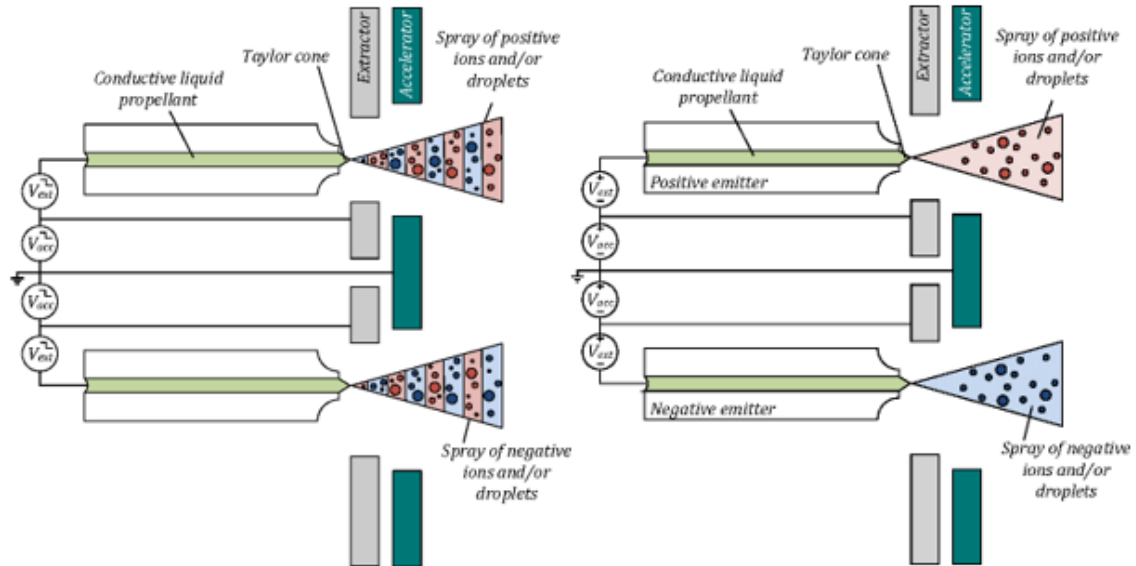 Taylor cone
Extractor
Accelerator
Spray of positive
ions and/or
droplets
Conductive liquid
propellant
Vext
Vacc
Vacc
Vext
Spray of negative
ions and/or
droplets
Taylor cone
Extractor
Accelerator
Spray of positive
ions and/or
droplets
Conductive liquid
propellant
Positive emitter
Vext
Vacc
Vacc
Vext
Negative emitter
Spray of negative
ions and/or
droplets